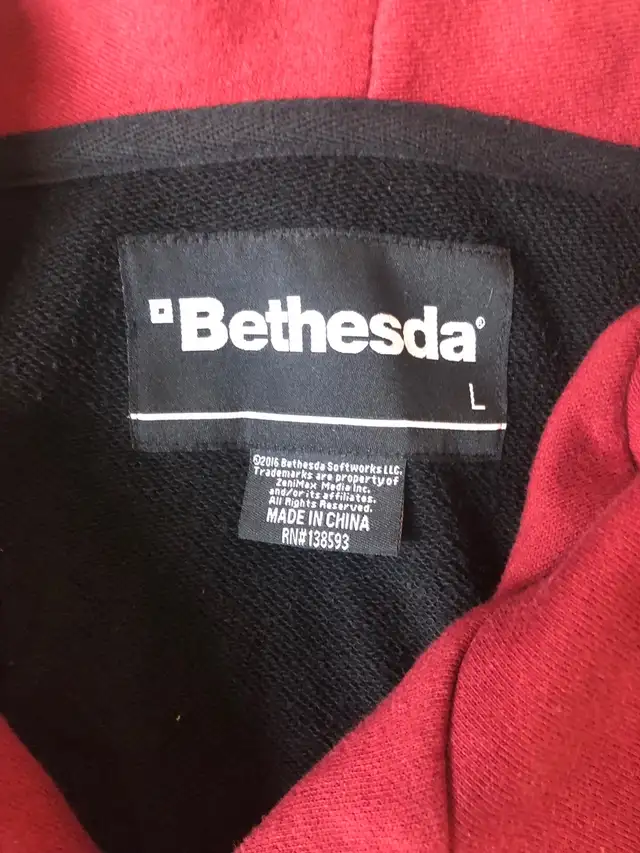 Bethesda®
L
©2016 Bethesda Softworks LLC.
Trademarks are property of
ZeniMax Media Inc.
and/or its affiliates.
All Rights Reserved.
MADE IN CHINA
RN#138593